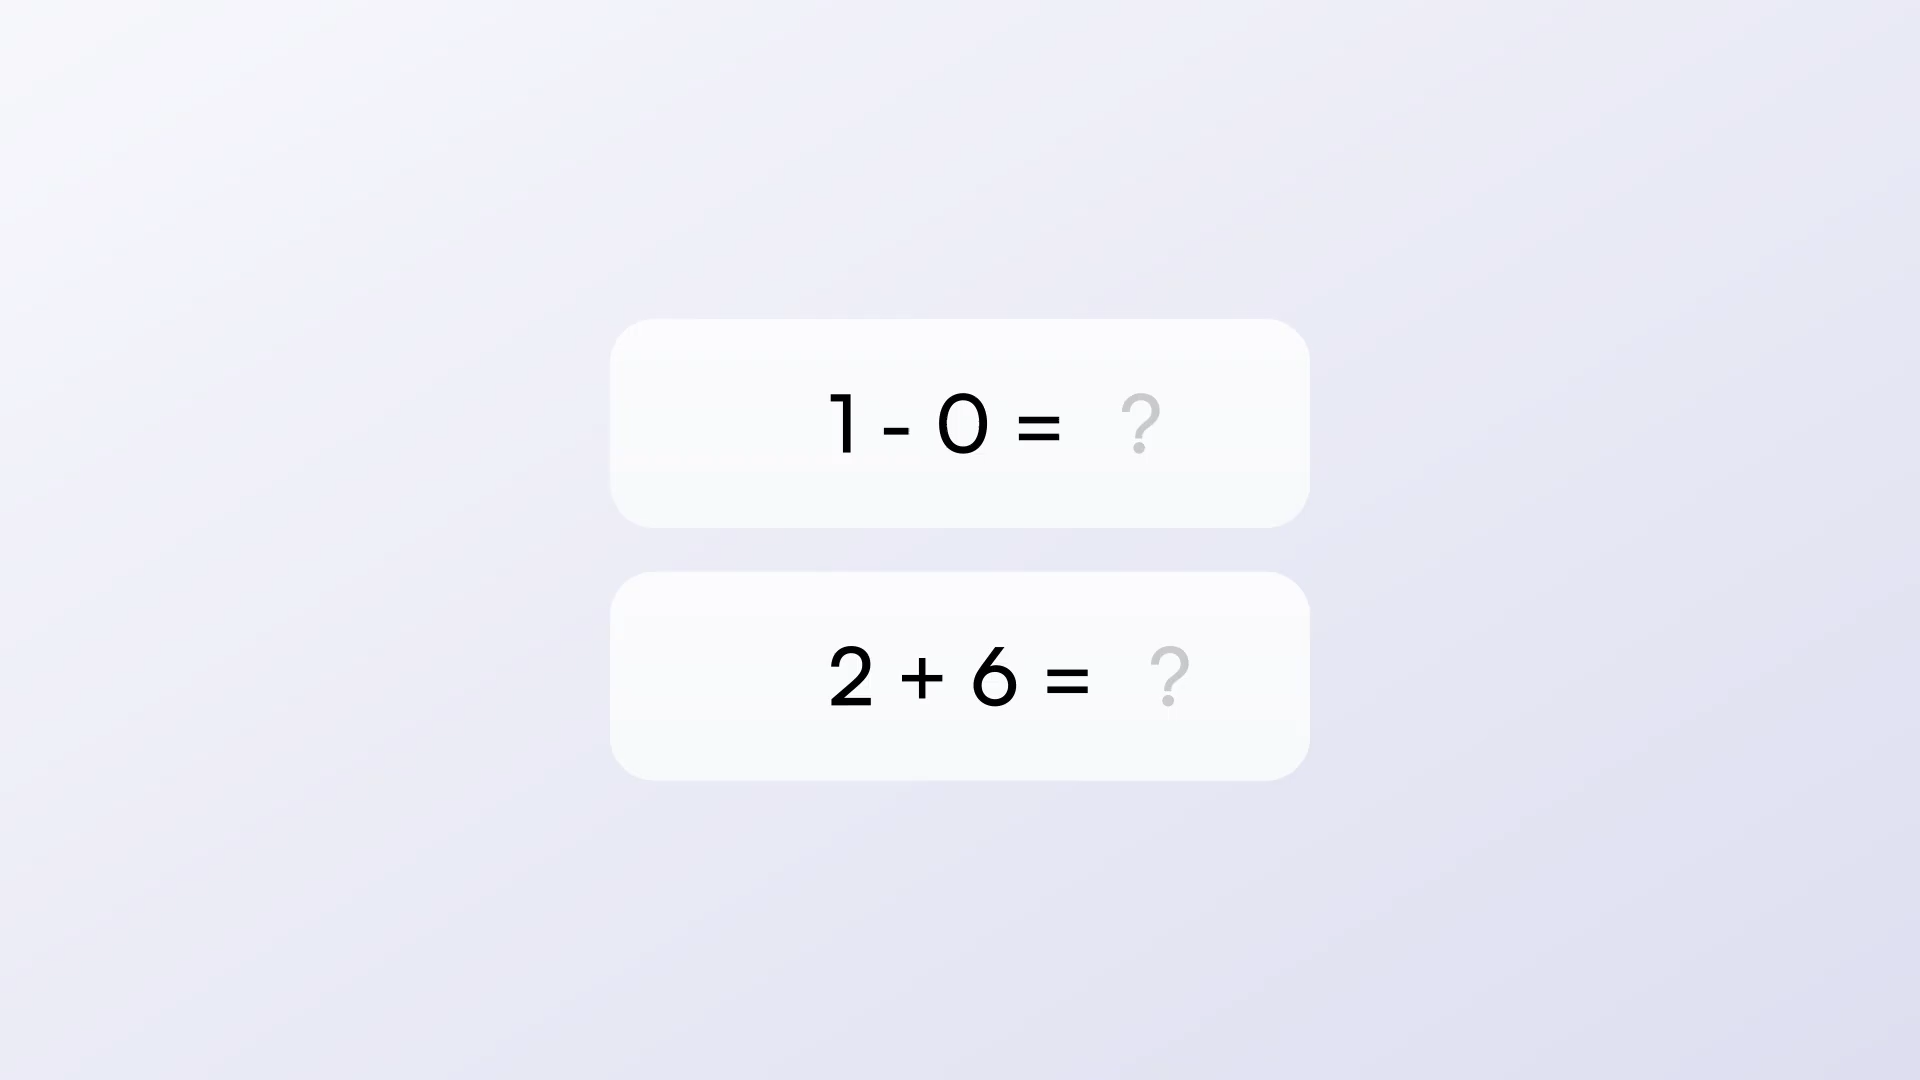 1 - 0 = ?
2 + 6 = ?